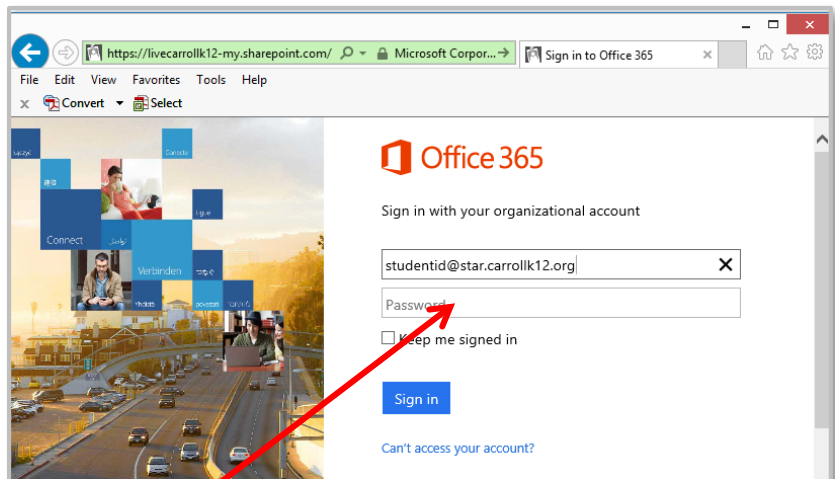 https://livecarrollk12-my.sharepoint.com/ Microsoft Corpor... Sign in to Office 365
File Edit View Favorites Tools Help
x Convert Select
Office 365
Sign in with your organizational account
studentid@star.carrollk12.org
Password
Keep me signed in
Sign in
Can't access your account?
Connect
Verbinden
Ligue